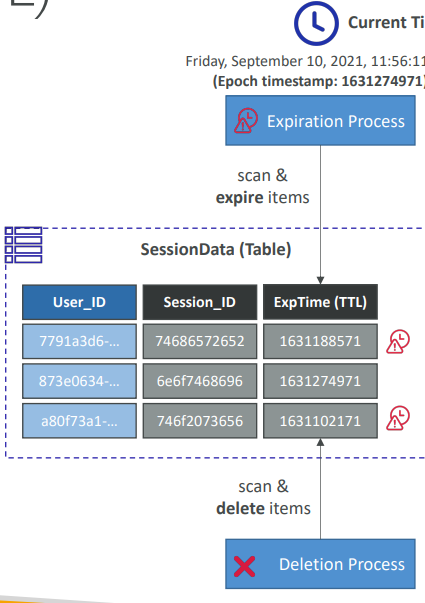 Current Ti
Friday, September 10, 2021, 11:56:11
(Epoch timestamp: 1631274971)
Expiration Process
scan &
expire items
SessionData (Table)
User_ID Session_ID ExpTime (TTL)
7791a3d6-... 74686572652 1631188571
873e0634-... 6e6f7468696 1631274971
a80f73a1-... 746f2073656 1631102171
scan &
delete items
Deletion Process